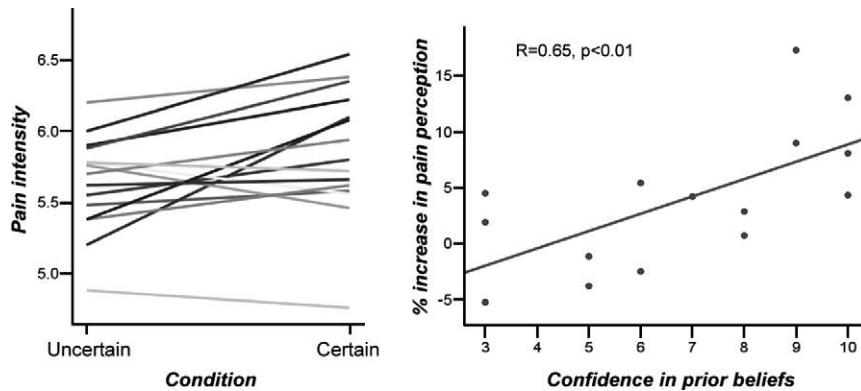 Pain intensity
6.5
6.0
5.5
5.0
Uncertain Certain
Condition
R=0.65, p<0.01
% increase in pain perception
15
10
5
0
-5
3 4 5 6 7 8 9 10
Confidence in prior beliefs